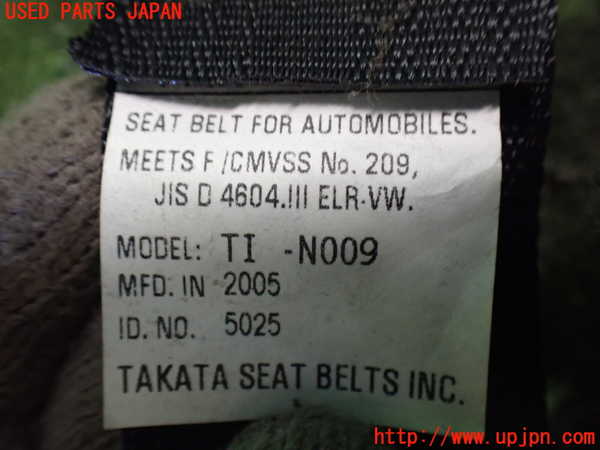 USED PARTS JAPAN
SEAT BELT FOR AUTOMOBILES.
MEETS F/CMVSS No. 209,
JIS D 4604.III ELR-VW.
MODEL: TI -N009
MFD. IN 2005
ID. NO. 5025
TAKATA SEAT BELTS INC.
http://www.upjpn.com